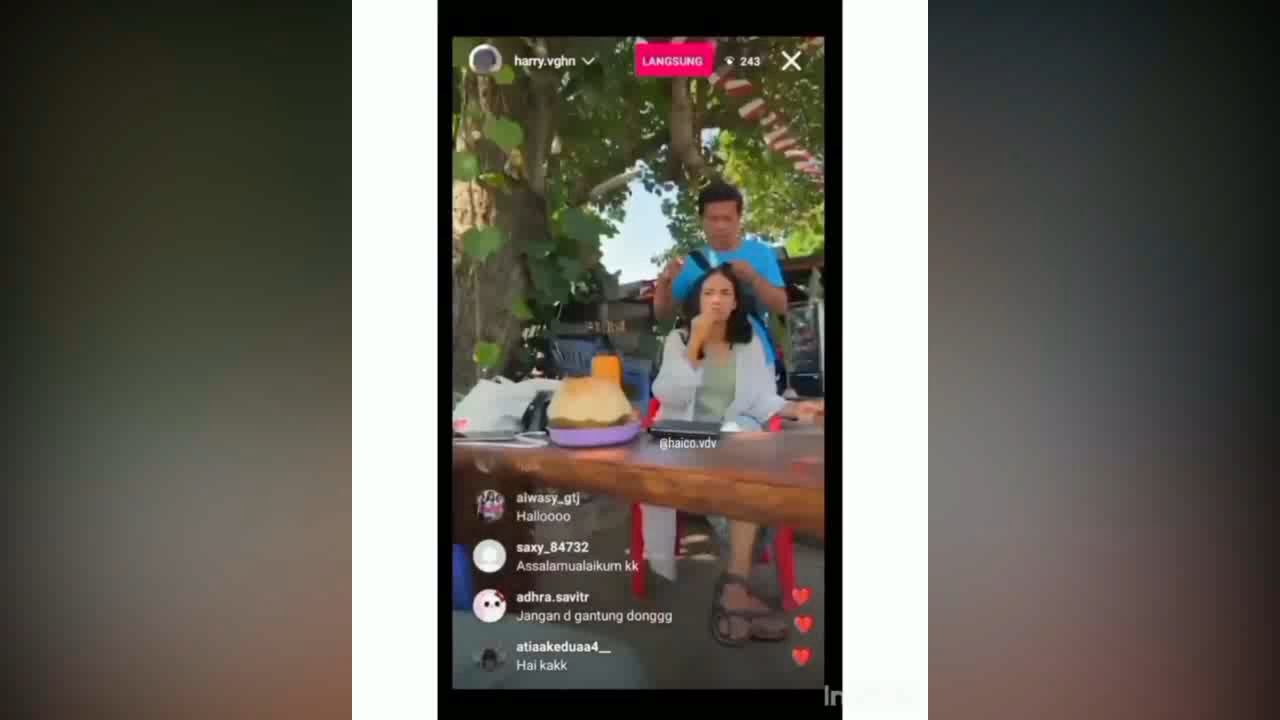 harry.vghn
LANGSUNG
243
@haico.vdv
alwasy_gtj
Halloooo
saxy_84732
Assalamualaikum kk
adhra.savitr
Jangan d gantung donggg
atiaakeduaa4__
Hai kakk